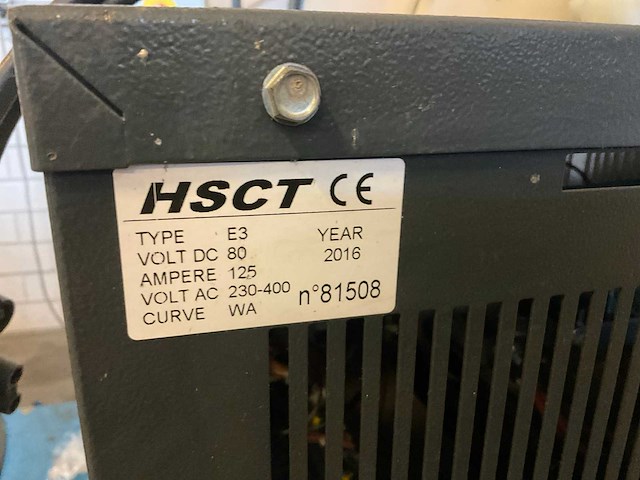 HSCT CE
TYPE E3 YEAR
VOLT DC 80 2016
AMPERE 125
VOLT AC 230-400 n°81508
CURVE WA